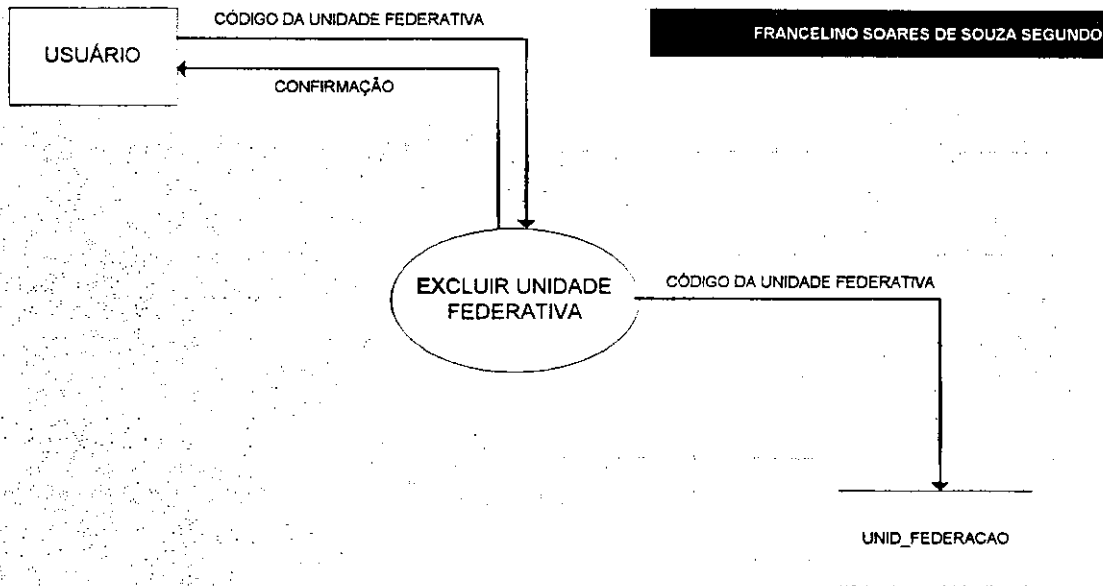 CÓDIGO DA UNIDADE FEDERATIVA
FRANCELINO SOARES DE SOUZA SEGUNDO
USUÁRIO
CONFIRMAÇÃO
EXCLUIR UNIDADE
FEDERATIVA
CÓDIGO DA UNIDADE FEDERATIVA
UNID_FEDERACAO